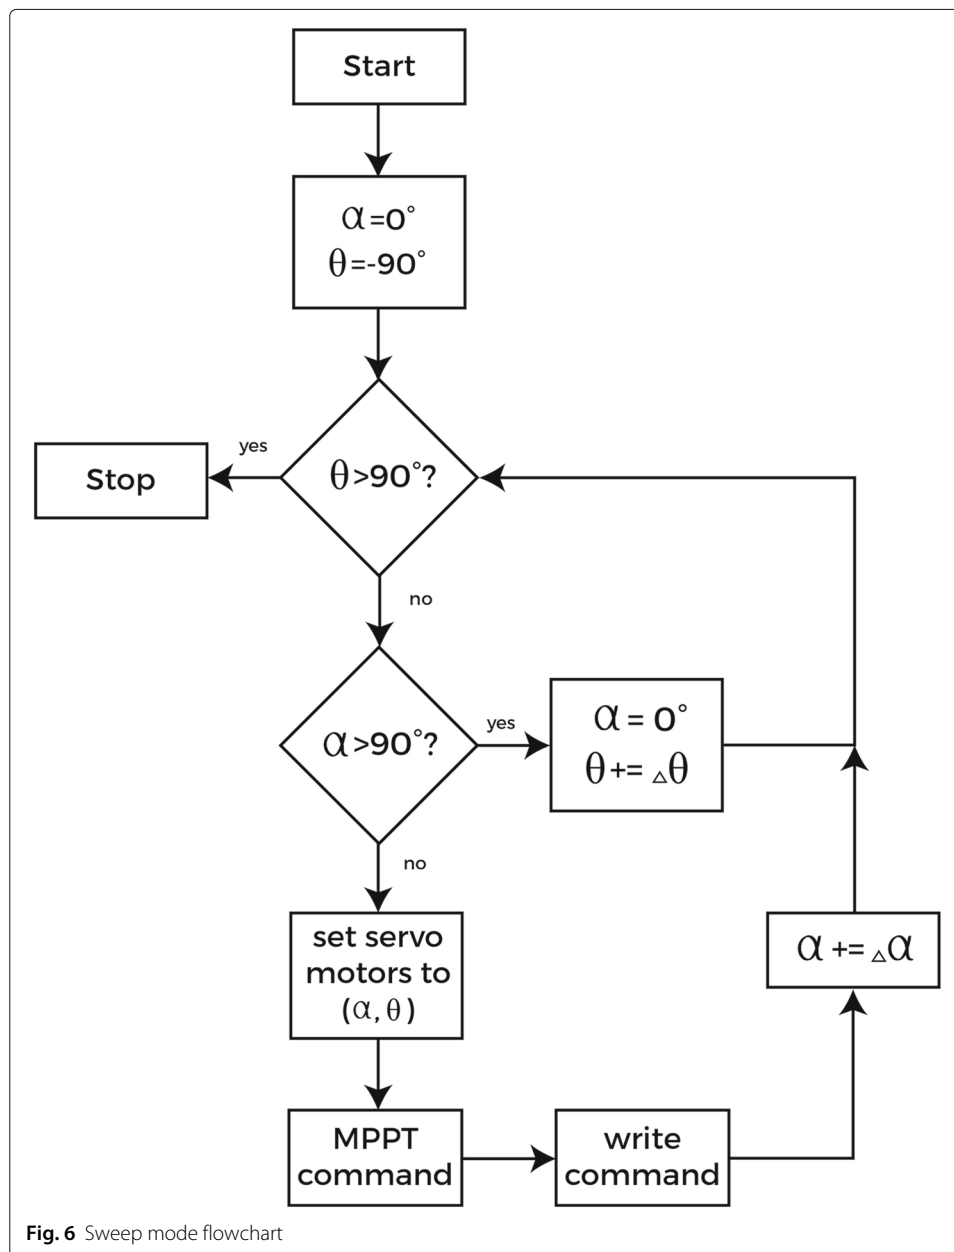 Start
α=0°
θ=-90°
yes
Stop
θ>90°?
no
α>90°?
yes
α = 0°
θ += △θ
no
set servo
motors to
(α, θ)
α += △α
MPPT
command
write
command
Fig. 6 Sweep mode flowchart